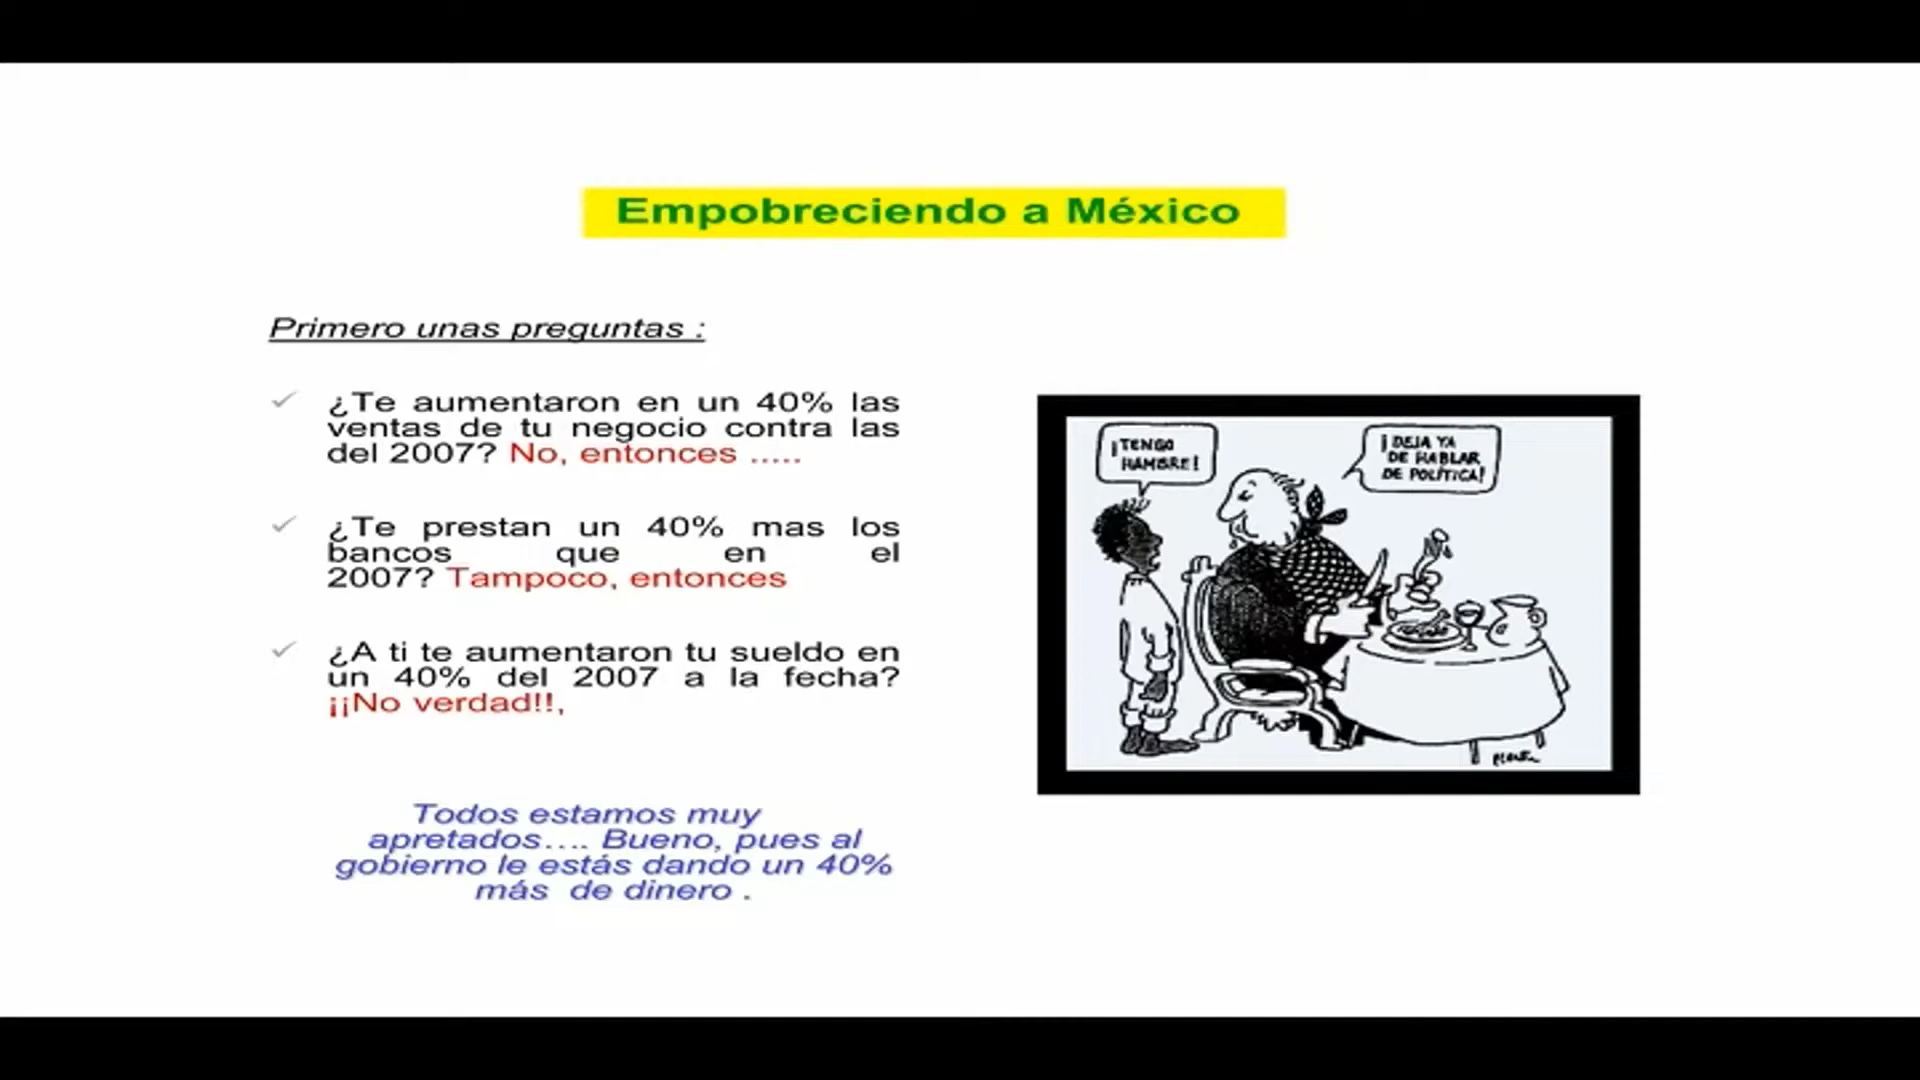 Empobreciendo a México
Primero unas preguntas :
¿Te aumentaron en un 40% las
ventas de tu negocio contra las
del 2007? No, entonces .....
¿Te prestan un 40% mas los
bancos que en el
2007? Tampoco, entonces
¿A ti te aumentaron tu sueldo en
un 40% del 2007 a la fecha?
¡¡No verdad!!,
Todos estamos muy
apretados.... Bueno, pues al
gobierno le estás dando un 40%
más de dinero .
¡TENGO
HAMBRE!
¡DEJA YA
DE HABLAR
DE POLÍTICA!